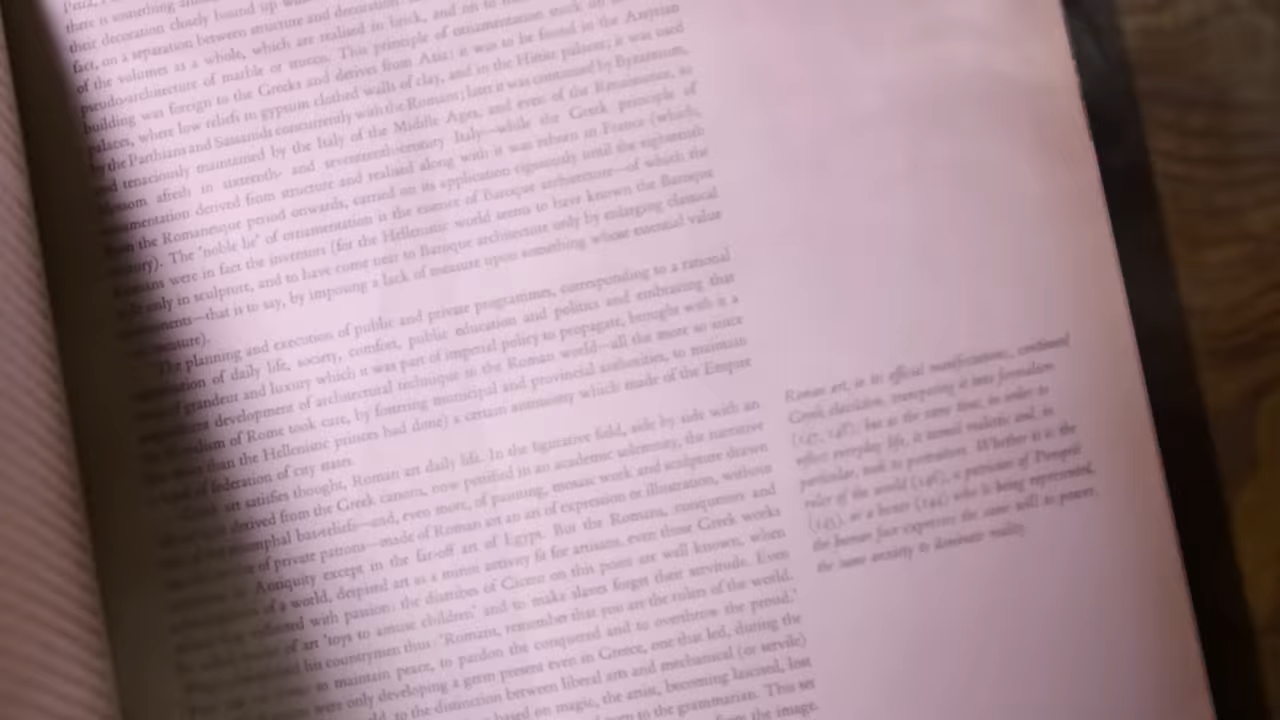 there is something
their decoration closely bound up
fact, on a separation between structure and decoration
of the volumes as a whole, which are realized in brick, and on to
pseudo-architecture of marble or stucco. This principle of ornamentation stuck on
building was foreign to the Greeks and derives from Asia: it was to be found in the Assyrian
palaces, where low reliefs in gypsum clothed walls of clay, and in the Hittite palaces; it was used
by the Parthians and Sassanids concurrently with the Romans; later it was continued by Byzantium,
and tenaciously maintained by the Italy of the Middle Ages, and even of the Renaissance, to
blossom afresh in sixteenth- and seventeenth-century Italy—while the Greek principle of
ornamentation derived from structure and realized along with it was reborn in France (which,
from the Romanesque period onwards, carried on its application rigorously until the eighteenth
century). The 'noble lie' of ornamentation is the essence of Baroque architecture—of which the
Romans were in fact the inventors (for the Hellenistic world seems to have known the Baroque
only in sculpture, and to have come near to Baroque architecture only by enlarging classical
that is to say, by imposing a lack of measure upon something whose essential value
The planning and execution of public and private programmes, corresponding to a rational
of daily life, society, comfort, public education and politics and embracing that
of grandeur and luxury which it was part of imperial policy to propagate, brought with it a
development of architectural technique in the Roman world—all the more so since
of Rome took care, by fostering municipal and provincial authorities, to maintain
than the Hellenistic princes had done) a certain autonomy which made of the Empire
federation of city states.
art satisfies thought, Roman art daily life. In the figurative field, side by side with an
derived from the Greek canons, now petrified in an academic solemnity, the narrative
bas-reliefs—and, even more, of painting, mosaic work and sculpture drawn
of private patrons—made of Roman art an art of expression or illustration, without
Antiquity except in the far-off art of Egypt. But the Romans, conquerors and
of a world, despised art as a minor activity fit for artisans, even those Greek works
with passion: the diatribes of Cicero on this point are well known, when
of art 'toys to amuse children' and to make slaves forget their servitude. Even
his countrymen thus: 'Romans, remember that you are the rulers of the world,
to maintain peace, to pardon the conquered and to overthrow the proud.'
were only developing a germ present even in Greece, one that led, during the
to the distinction between liberal arts and mechanical (or servile)
based on magic, the artist, becoming laicised, lost
to the grammarian. This set
from the image.
Roman art, in its official manifestations, continued
Greek classicism, transposing it into formalism
(147, 148); but at the same time, in order to
reflect everyday life, it turned realistic and, in
particular, took to portraiture. Whether it is the
ruler of the world (146), a patrician of Pompeii
(145), or a boxer (144) who is being represented,
the human face expresses the same will to power,
the same anxiety to dominate reality.